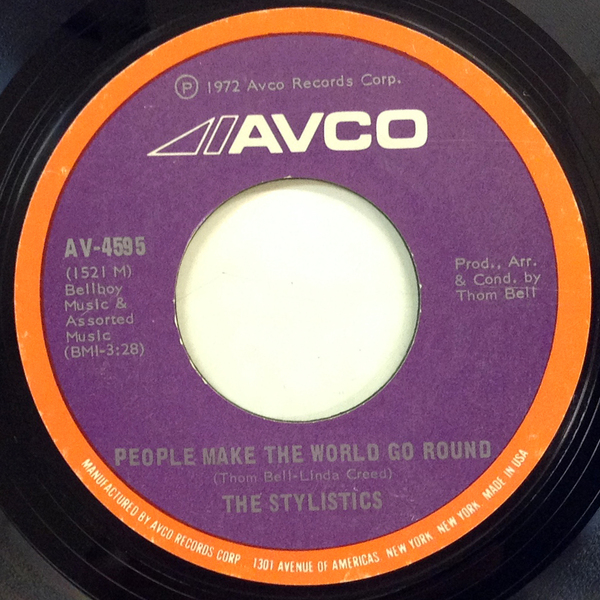 Ⓟ 1972 Avco Records Corp.
AVCO
AV-4595
(1521 M)
Bellboy
Music &
Assorted
Music
(BMI-3:28)
Prod., Arr.
& Cond. by
Thom Bell
PEOPLE MAKE THE WORLD GO ROUND
(Thom Bell-Linda Creed)
THE STYLISTICS
MANUFACTURED BY AVCO RECORDS CORP 1301 AVENUE OF AMERICAS NEW YORK NEW YORK MADE IN USA